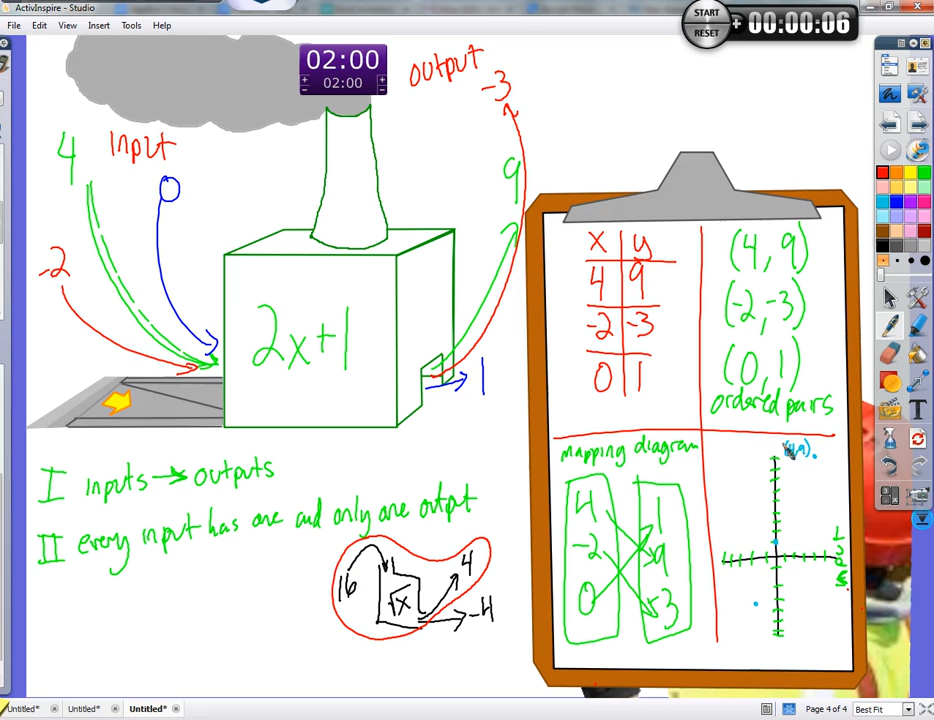 ActivInspire - Studio
File Edit View Insert Tools Help
START
RESET
00:00:06
02:00
02:00
output
-3
4
Input
0
9
-2
2x+1
1
I inputs → outputs
II every input has one and only one output
16
√x
4
-4
x y
4 9
-2 -3
0 1
(4, 9)
(-2, -3)
(0, 1)
ordered pairs
mapping diagram
4 1
-2 9
0 -3
Untitled* Untitled* Untitled*
Page 4 of 4
Best Fit